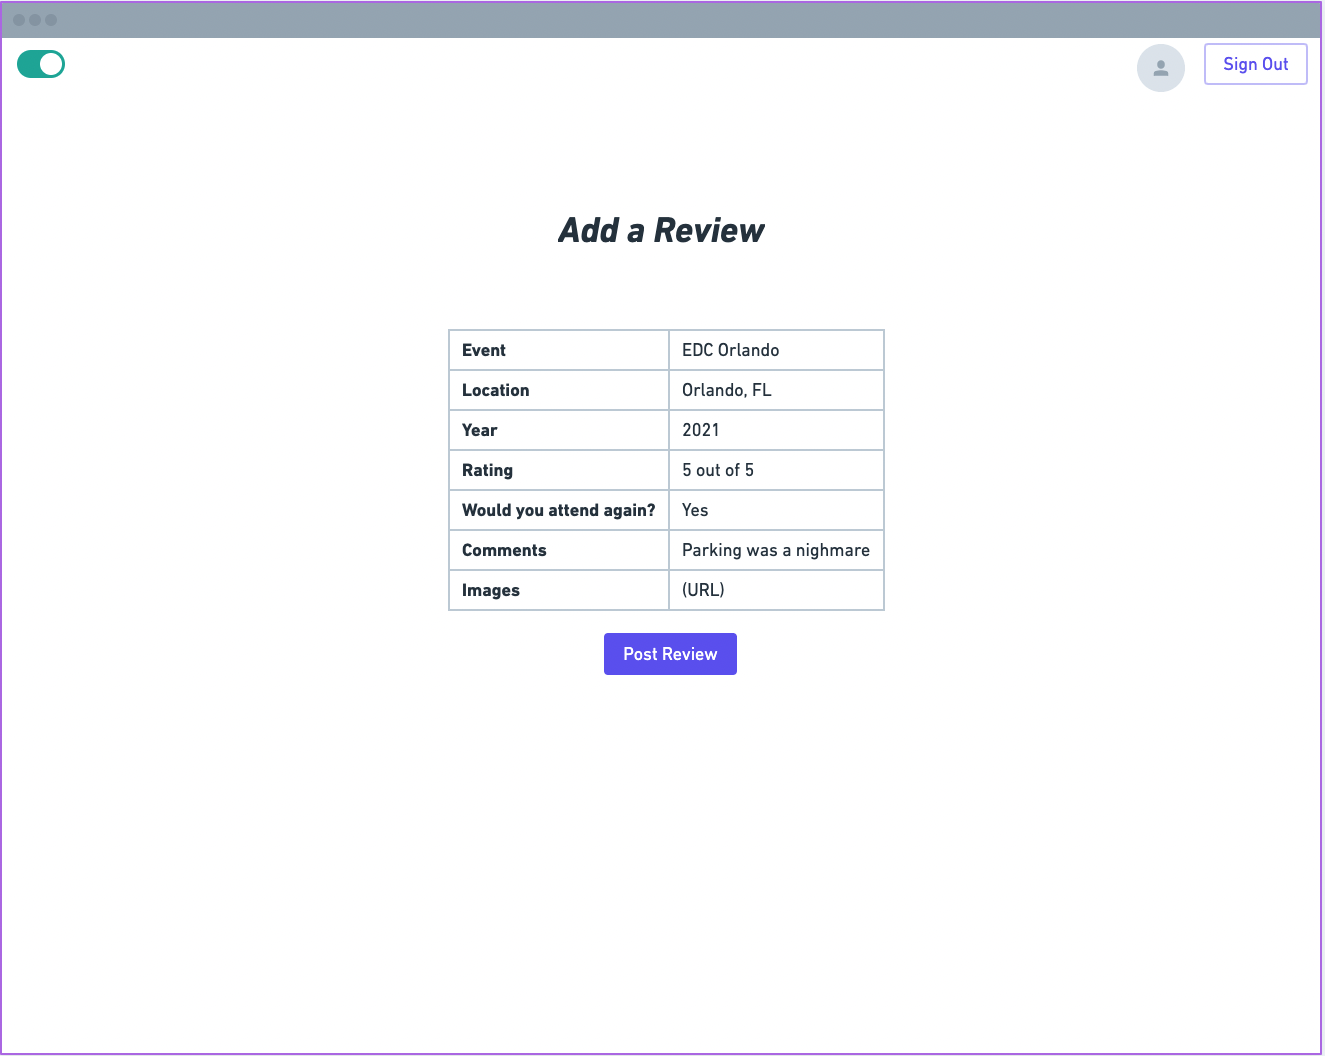 Sign Out
Add a Review
Event EDC Orlando
Location Orlando, FL
Year 2021
Rating 5 out of 5
Would you attend again? Yes
Comments Parking was a nighmare
Images (URL)
Post Review